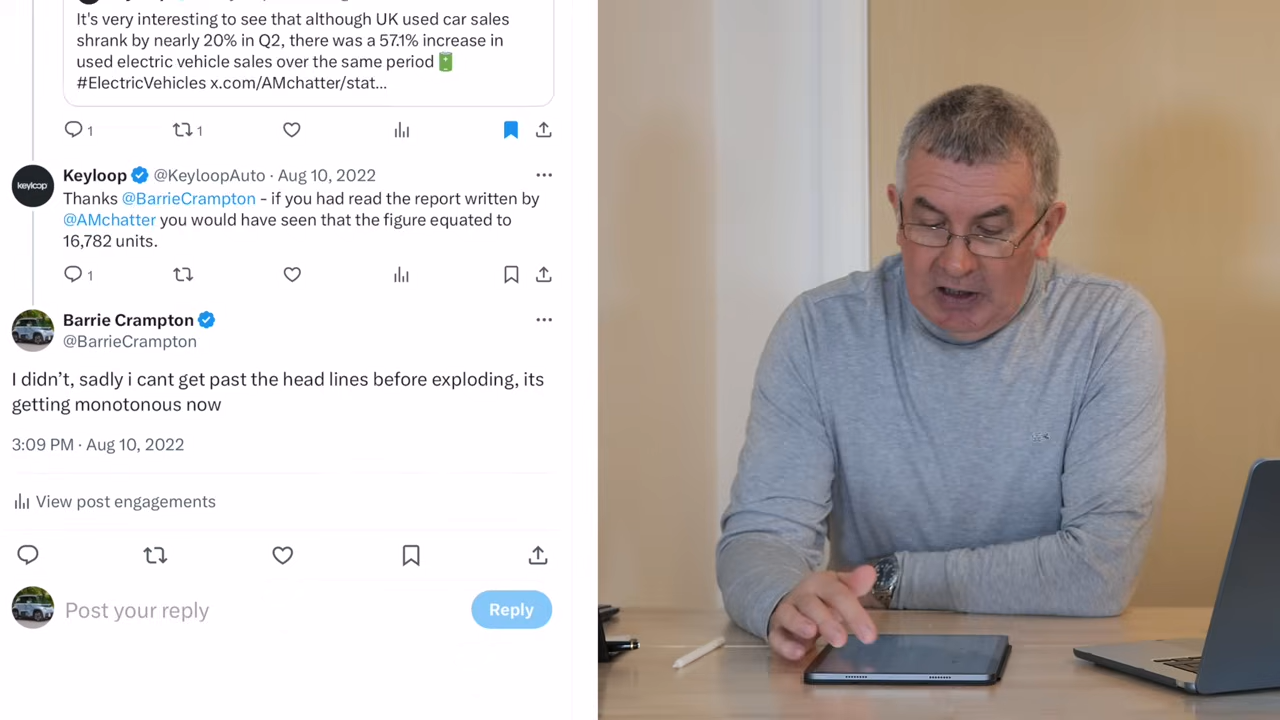 It's very interesting to see that although UK used car sales
shrank by nearly 20% in Q2, there was a 57.1% increase in
used electric vehicle sales over the same period🔋
#ElectricVehicles x.com/AMchatter/stat...
1
1
keyloop
Keyloop @KeyloopAuto · Aug 10, 2022
Thanks @BarrieCrampton - if you had read the report written by
@AMchatter you would have seen that the figure equated to
16,782 units.
1
Barrie Crampton
@BarrieCrampton
I didn't, sadly i cant get past the head lines before exploding, its
getting monotonous now
3:09 PM · Aug 10, 2022
View post engagements
Post your reply
Reply